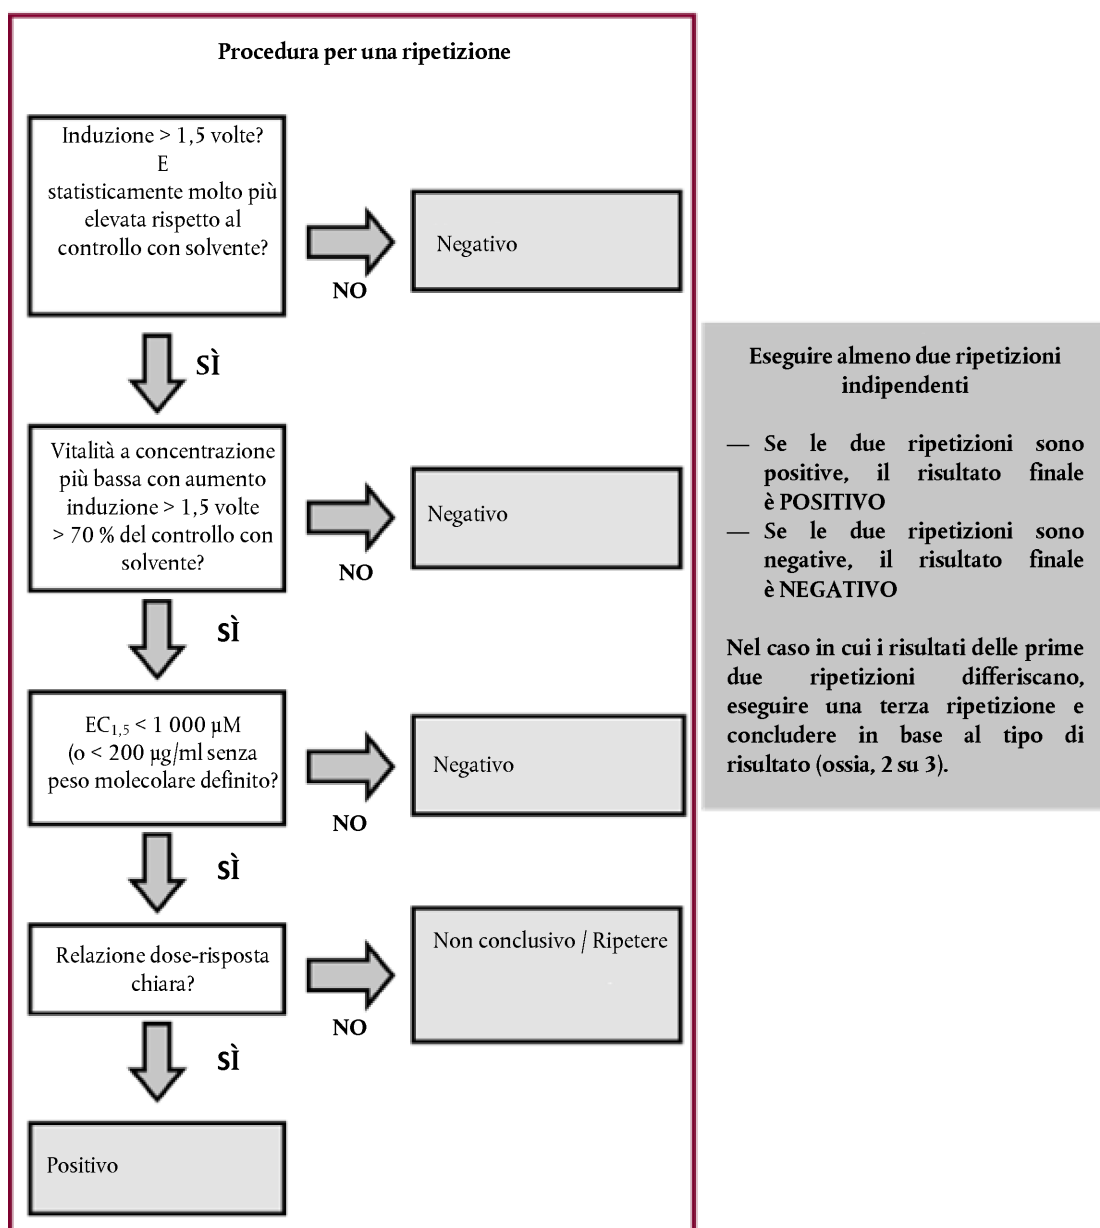 Procedura per una ripetizione
Induzione > 1,5 volte?
E
statisticamente molto più
elevata rispetto al
controllo con solvente?
NO
Negativo
SÌ
Vitalità a concentrazione
più bassa con aumento
induzione > 1,5 volte
> 70 % del controllo con
solvente?
NO
Negativo
SÌ
EC1,5 < 1 000 µM
(o < 200 µg/ml senza
peso molecolare definito?
NO
Negativo
SÌ
Relazione dose-risposta
chiara?
NO
Non conclusivo / Ripetere
SÌ
Positivo
Eseguire almeno due ripetizioni
indipendenti
— Se le due ripetizioni sono
positive, il risultato finale
è POSITIVO
— Se le due ripetizioni sono
negative, il risultato finale
è NEGATIVO
Nel caso in cui i risultati delle prime
due ripetizioni differiscano,
eseguire una terza ripetizione e
concludere in base al tipo di
risultato (ossia, 2 su 3).